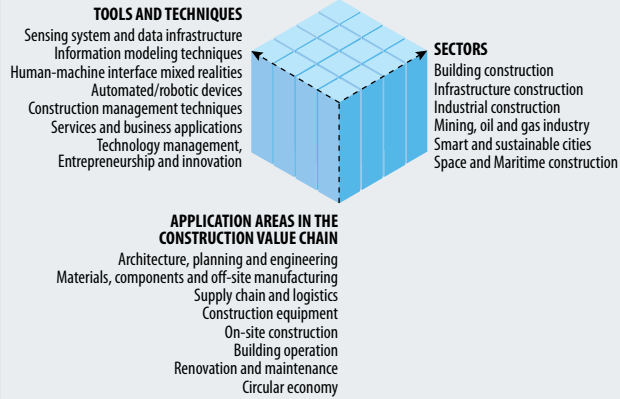 TOOLS AND TECHNIQUES
Sensing system and data infrastructure
Information modeling techniques
Human-machine interface mixed realities
Automated/robotic devices
Construction management techniques
Services and business applications
Technology management,
Entrepreneurship and innovation
SECTORS
Building construction
Infrastructure construction
Industrial construction
Mining, oil and gas industry
Smart and sustainable cities
Space and Maritime construction
APPLICATION AREAS IN THE
CONSTRUCTION VALUE CHAIN
Architecture, planning and engineering
Materials, components and off-site manufacturing
Supply chain and logistics
Construction equipment
On-site construction
Building operation
Renovation and maintenance
Circular economy